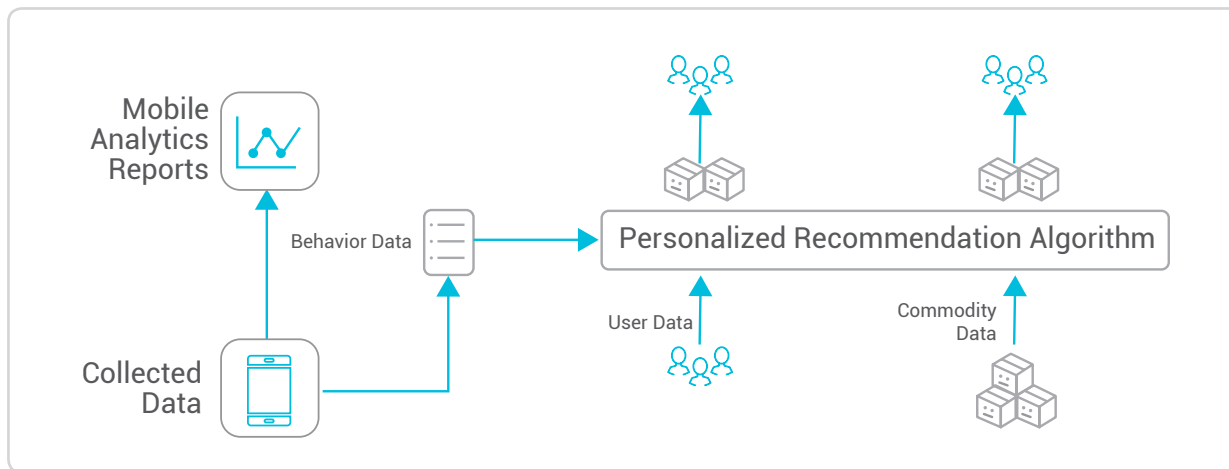 Mobile
Analytics
Reports
Behavior Data
Personalized Recommendation Algorithm
User Data
Commodity
Data
Collected
Data